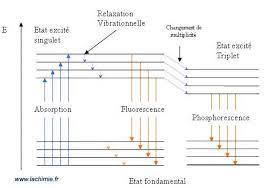 Relaxation
Vibrationnelle
Changement de
multiplicité
E
Etat excité
singulet
Etat excité
Triplet
Absorption
Fluorescence
Phosphorescence
www.lachimie.fr
Etat fondamental